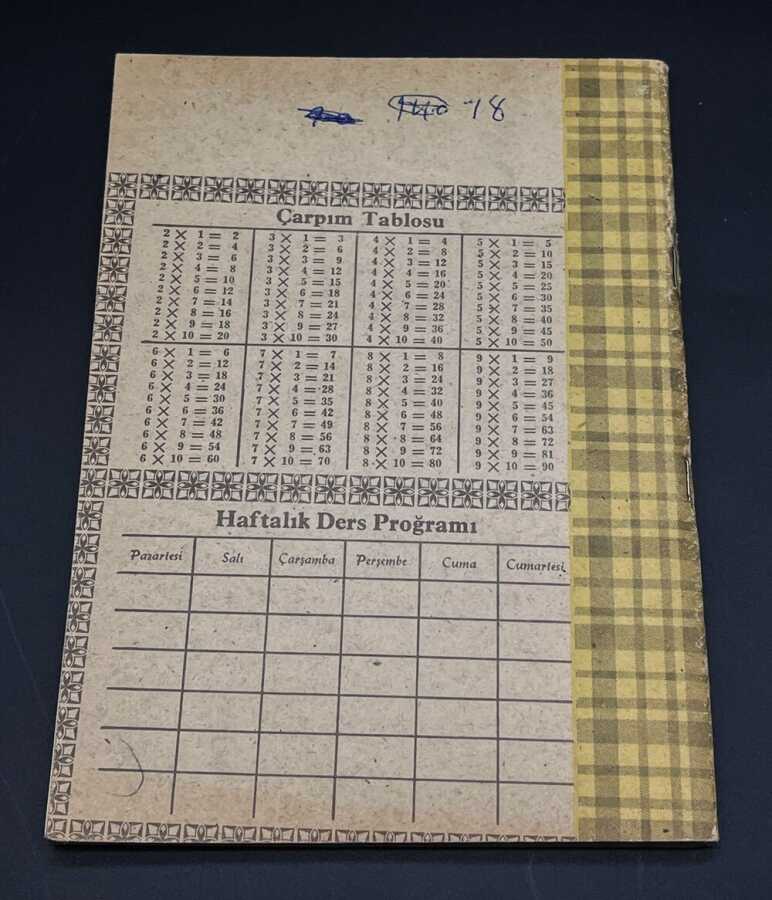 140 18
Çarpım Tablosu
2 × 1 = 2 3 × 1 = 3 4 × 1 = 4 5 × 1 = 5
2 × 2 = 4 3 × 2 = 6 4 × 2 = 8 5 × 2 = 10
2 × 3 = 6 3 × 3 = 9 4 × 3 = 12 5 × 3 = 15
2 × 4 = 8 3 × 4 = 12 4 × 4 = 16 5 × 4 = 20
2 × 5 = 10 3 × 5 = 15 4 × 5 = 20 5 × 5 = 25
2 × 6 = 12 3 × 6 = 18 4 × 6 = 24 5 × 6 = 30
2 × 7 = 14 3 × 7 = 21 4 × 7 = 28 5 × 7 = 35
2 × 8 = 16 3 × 8 = 24 4 × 8 = 32 5 × 8 = 40
2 × 9 = 18 3 × 9 = 27 4 × 9 = 36 5 × 9 = 45
2 × 10 = 20 3 × 10 = 30 4 × 10 = 40 5 × 10 = 50
6 × 1 = 6 7 × 1 = 7 8 × 1 = 8 9 × 1 = 9
6 × 2 = 12 7 × 2 = 14 8 × 2 = 16 9 × 2 = 18
6 × 3 = 18 7 × 3 = 21 8 × 3 = 24 9 × 3 = 27
6 × 4 = 24 7 × 4 = 28 8 × 4 = 32 9 × 4 = 36
6 × 5 = 30 7 × 5 = 35 8 × 5 = 40 9 × 5 = 45
6 × 6 = 36 7 × 6 = 42 8 × 6 = 48 9 × 6 = 54
6 × 7 = 42 7 × 7 = 49 8 × 7 = 56 9 × 7 = 63
6 × 8 = 48 7 × 8 = 56 8 × 8 = 64 9 × 8 = 72
6 × 9 = 54 7 × 9 = 63 8 × 9 = 72 9 × 9 = 81
6 × 10 = 60 7 × 10 = 70 8 × 10 = 80 9 × 10 = 90
Haftalık Ders Proğramı
Pazartesi Salı Çarşamba Perşembe Cuma Cumartesi